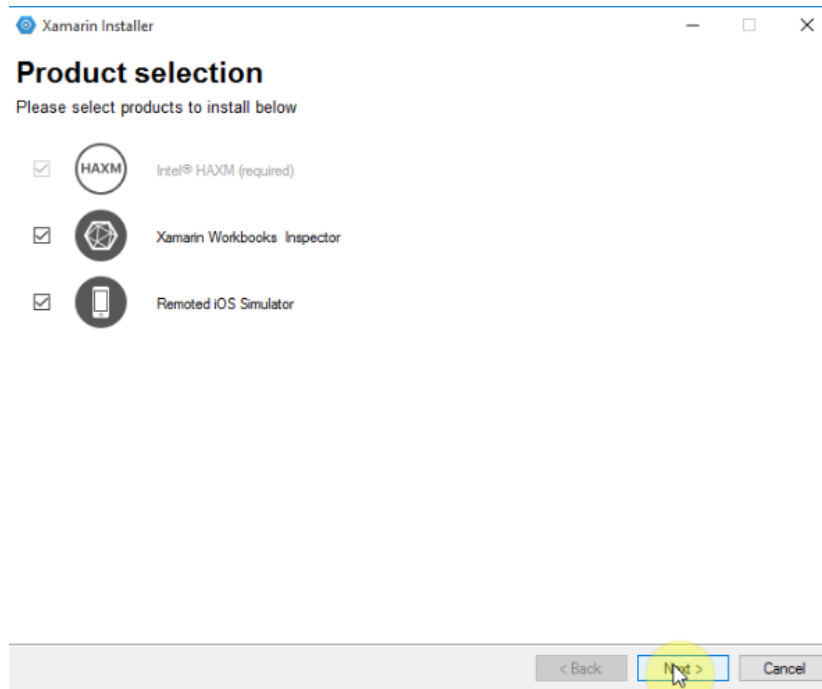 Xamarin Installer
Product selection
Please select products to install below
HAXM
Intel® HAXM (required)
Xamarin Workbooks Inspector
Remoted iOS Simulator
< Back
Next >
Cancel